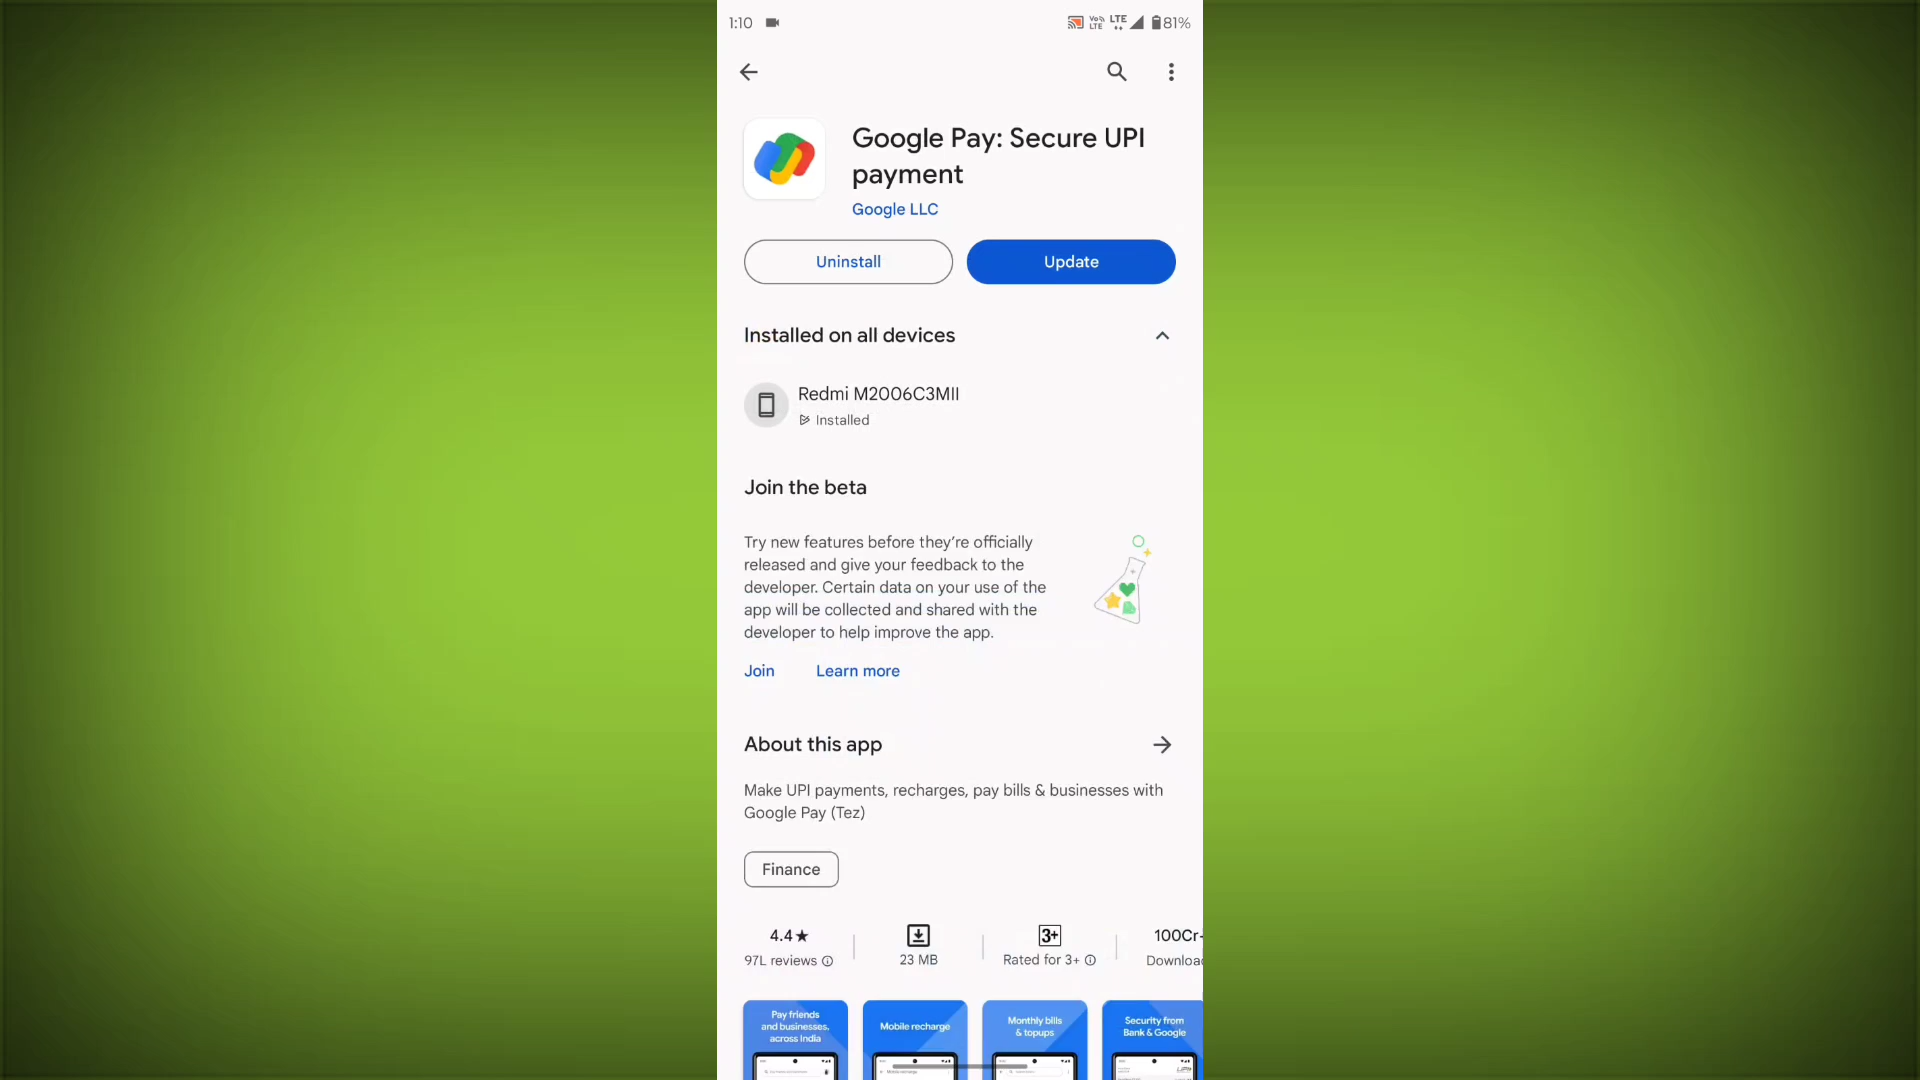 1:10
Vo LTE LTE 81%
Google Pay: Secure UPI
payment
Google LLC
Uninstall
Update
Installed on all devices
Redmi M2006C3MII
Installed
Join the beta
Try new features before they're officially
released and give your feedback to the
developer. Certain data on your use of the
app will be collected and shared with the
developer to help improve the app.
Join
Learn more
About this app
Make UPI payments, recharges, pay bills & businesses with
Google Pay (Tez)
Finance
4.4★
97L reviews
23 MB
3+
Rated for 3+
100Cr
Downloa
Pay friends
and businesses,
across India
Mobile recharge
Monthly bills
& topups
Security from
Bank & Google